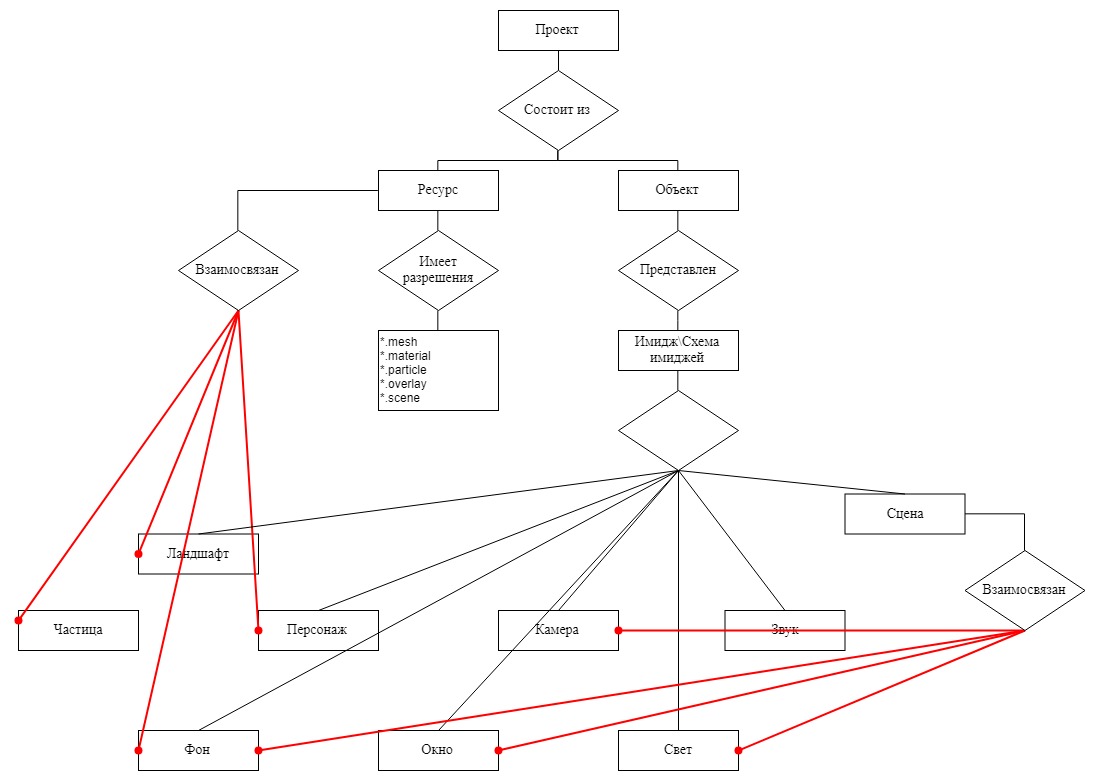 Проект
Состоит из
Ресурс
Объект
Взаимосвязан
Имеет
разрешения
Представлен
*.mesh
*.material
*.particle
*.overlay
*.scene
Имидж\Схема
имиджей
Сцена
Ландшафт
Взаимосвязан
Частица
Персонаж
Камера
Звук
Фон
Окно
Свет